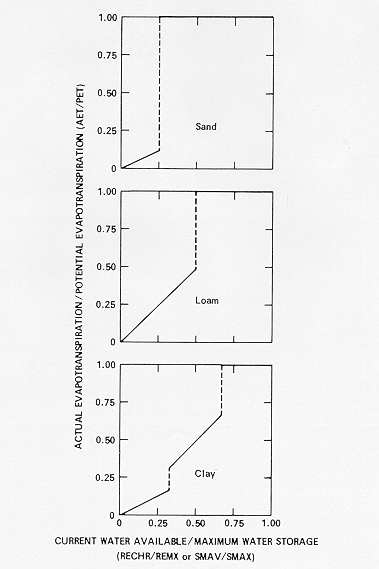 ACTUAL EVAPOTRANSPIRATION/POTENTIAL EVAPOTRANSPIRATION (AET/PET)
1.00
0.75
0.50
0.25
0
Sand
1.00
0.75
0.50
0.25
0
Loam
1.00
0.75
0.50
0.25
0
Clay
0 0.25 0.50 0.75 1.00
CURRENT WATER AVAILABLE/MAXIMUM WATER STORAGE
(RECHR/REMX or SMAV/SMAX)